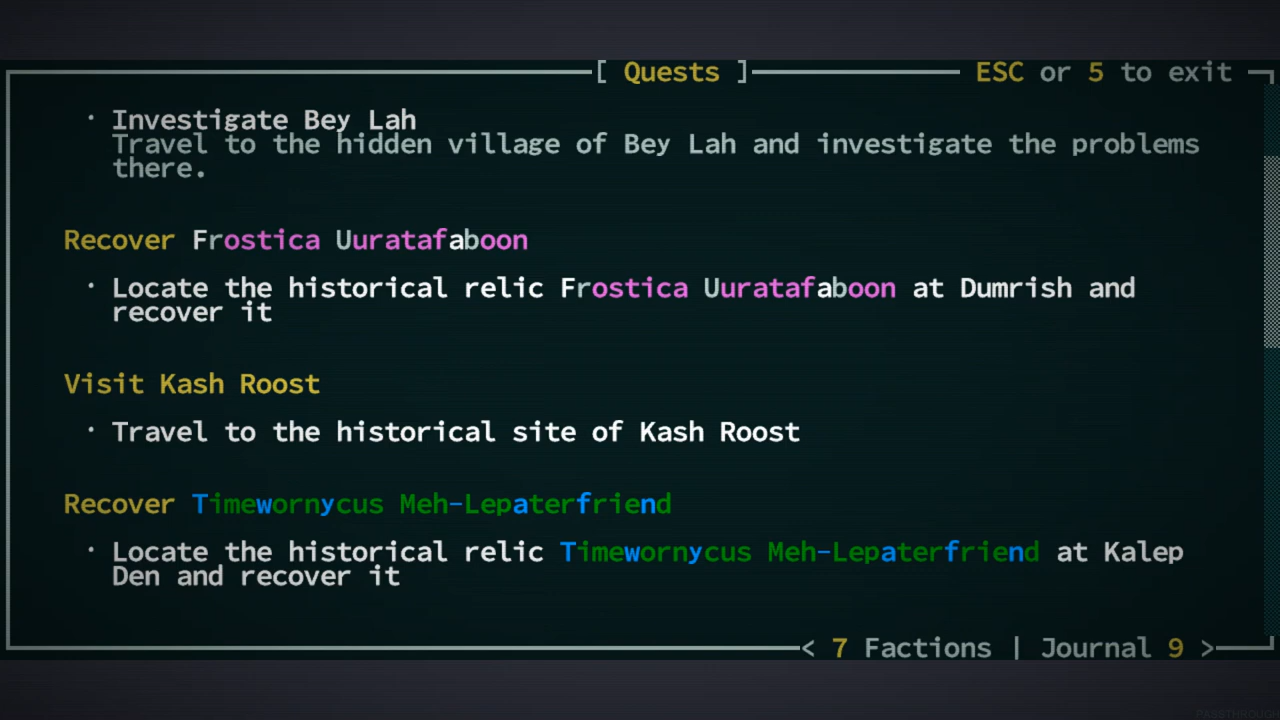 [ Quests ] ESC or 5 to exit
· Investigate Bey Lah
Travel to the hidden village of Bey Lah and investigate the problems
there.
Recover Frostica Uuratafaboon
· Locate the historical relic Frostica Uuratafaboon at Dumrish and
recover it
Visit Kash Roost
· Travel to the historical site of Kash Roost
Recover Timewornycus Meh-Lepaterfriend
· Locate the historical relic Timewornycus Meh-Lepaterfriend at Kalep
Den and recover it
< 7 Factions | Journal 9 >